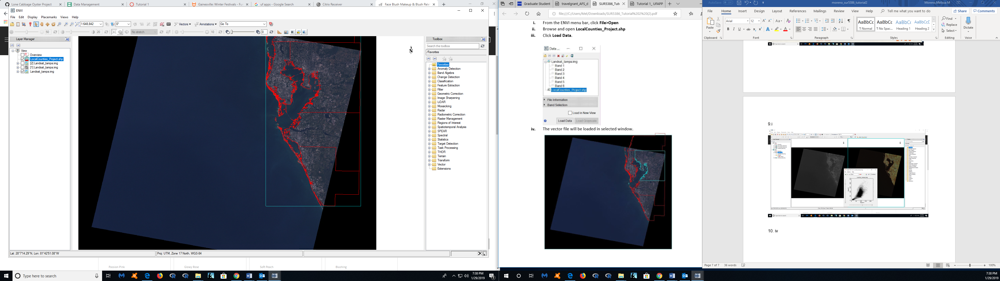 Lone Cabbage Oyster Project
Data Management
Tutorial 1
Gainesville: Winter Festivals - Fu
uf apps - Google Search
Citrix Receiver
Face Blush Makeup & Blush Pale
ENVI
File Edit Display Placemarks Views Help
1:648,842 0° Vectors Annotations Go To
50 20 No stretch 10 0
Layer Manager
View
Overview
LocalCounties_Project.shp
[2] Landsat_tampa.img
[1] Landsat_tampa.img
Landsat_tampa.img
N
Toolbox
Search the toolbox
/Favorites
Favorites
Anomaly Detection
Band Algebra
Change Detection
Classification
Feature Extraction
Filter
Geometric Correction
Image Sharpening
LiDAR
Mosaicking
Radar
Radiometric Correction
Raster Management
Regions of Interest
Spatiotemporal Analysis
SPEAR
Spectral
Statistics
Target Detection
Task Processing
THOR
Terrain
Transform
Vector
Extensions
Lat: 28°7'14.29"N, Lon: 81°42'51.08"W
Proj: UTM, Zone 17 North, WGS-84
Passion Pink
Glowy Rose
Soft Peach
Blushing
Type here to search
7:38 PM
1/29/2019
Graduate Student
travelgrant_AFS_d
SUR5386_Tuto
Tutorial 1_ UFAPP
file:///C:/Users/Mel/Downloads/SUR5386_Tutorial%202%20(2).pdf
i. From the ENVI menu bar, click File>Open
ii. Browse and open LocalCounties_Project.shp
iii. Click Load Data.
Data ...
Landsat_tampa.img
Band 1
Band 2
Band 3
Band 4
Band 5
Band 6
LocalCounties_Project.shp
File Information
Band Selection
Load in New View
Load Data Load Grayscale
iv. The vector file will be loaded in selected window.
AutoSave Off
moreno_sur5386_tutorial2
Moreno,Melissa M
File Home Insert Design Layout References Mailings Review View Help Tell me what you want to do Share Comments
Paste
Arial 12
AaBbCc AaBbCc AaBbCc AaBbCcE
¶ Normal ¶ No Spac... Heading 1 Heading 2
Find
Replace
Select
Dictate
Clipboard Font Paragraph Styles Editing Voice
9.i
10. iv
Page 7 of 7 36 words
100%
7:38 PM
1/29/2019